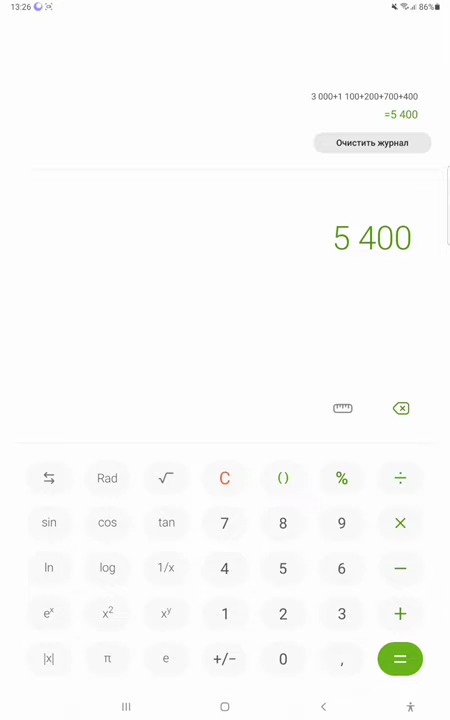 13:26 86%
3 000+1 100+200+700+400
=5 400
Очистить журнал
5 400
Rad √ C () % ÷
sin cos tan 7 8 9 ×
ln log 1/x 4 5 6 −
eˣ x² xʸ 1 2 3 +
|x| π e +/− 0 , =